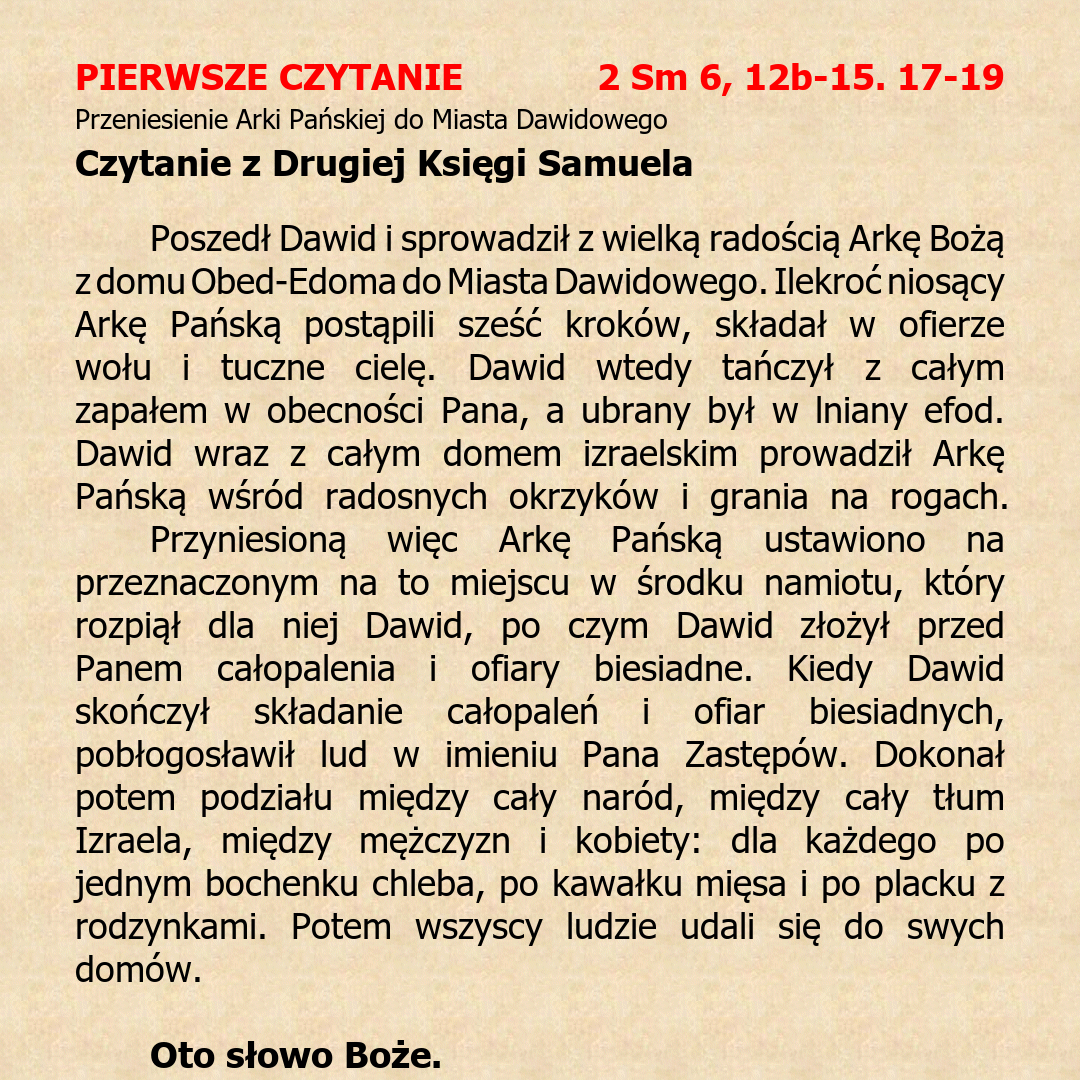 PIERWSZE CZYTANIE 2 Sm 6, 12b-15. 17-19
Przeniesienie Arki Pańskiej do Miasta Dawidowego
Czytanie z Drugiej Księgi Samuela
Poszedł Dawid i sprowadził z wielką radością Arkę Bożą
z domu Obed-Edoma do Miasta Dawidowego. Ilekroć niosący
Arkę Pańską postąpili sześć kroków, składał w ofierze
wołu i tuczne cielę. Dawid wtedy tańczył z całym
zapałem w obecności Pana, a ubrany był w lniany efod.
Dawid wraz z całym domem izraelskim prowadził Arkę
Pańską wśród radosnych okrzyków i grania na rogach.
Przyniesioną więc Arkę Pańską ustawiono na
przeznaczonym na to miejscu w środku namiotu, który
rozpiął dla niej Dawid, po czym Dawid złożył przed
Panem całopalenia i ofiary biesiadne. Kiedy Dawid
skończył składanie całopaleń i ofiar biesiadnych,
pobłogosławił lud w imieniu Pana Zastępów. Dokonał
potem podziału między cały naród, między cały tłum
Izraela, między mężczyzn i kobiety: dla każdego po
jednym bochenku chleba, po kawałku mięsa i po placku z
rodzynkami. Potem wszyscy ludzie udali się do swych
domów.
Oto słowo Boże.